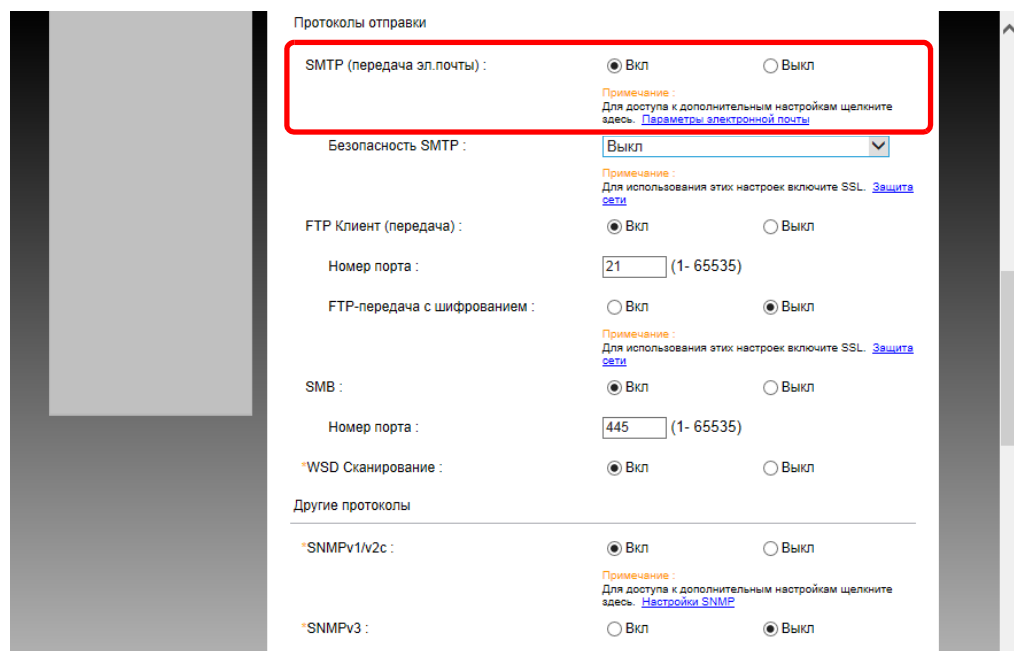 Протоколы отправки
SMTP (передача эл.почты) : Вкл Выкл
Примечание :
Для доступа к дополнительным настройкам щелкните
здесь. Параметры электронной почты
Безопасность SMTP : Выкл
Примечание :
Для использования этих настроек включите SSL. Защита
сети
FTP Клиент (передача) : Вкл Выкл
Номер порта : 21 (1- 65535)
FTP-передача с шифрованием : Вкл Выкл
Примечание :
Для использования этих настроек включите SSL. Защита
сети
SMB : Вкл Выкл
Номер порта : 445 (1- 65535)
*WSD Сканирование : Вкл Выкл
Другие протоколы
*SNMPv1/v2c : Вкл Выкл
Примечание :
Для доступа к дополнительным настройкам щелкните
здесь. Настройки SNMP
*SNMPv3 : Вкл Выкл